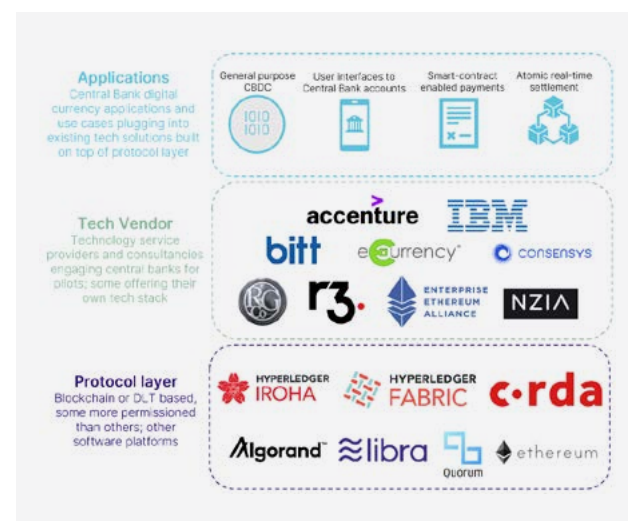 Applications
Central Bank digital
currency applications and
use cases plugging into
existing tech solutions built
on top of protocol layer
General purpose
CBDC
User interfaces to
Central Bank accounts
Smart-contract
enabled payments
Atomic real-time
settlement
1010
1010
Tech Vendor
Technology service
providers and consultancies
engaging central banks for
pilots; some offering their
own tech stack
accenture
IBM
bitt
eCurrency
CONSENSYS
RG
r3.
ENTERPRISE
ETHEREUM
ALLIANCE
NZIA
Protocol layer
Blockchain or DLT based,
some more permissioned
than others; other
software platforms
HYPERLEDGER
IROHA
HYPERLEDGER
FABRIC
c·rda
Algorand™
libra
Quorum
ethereum